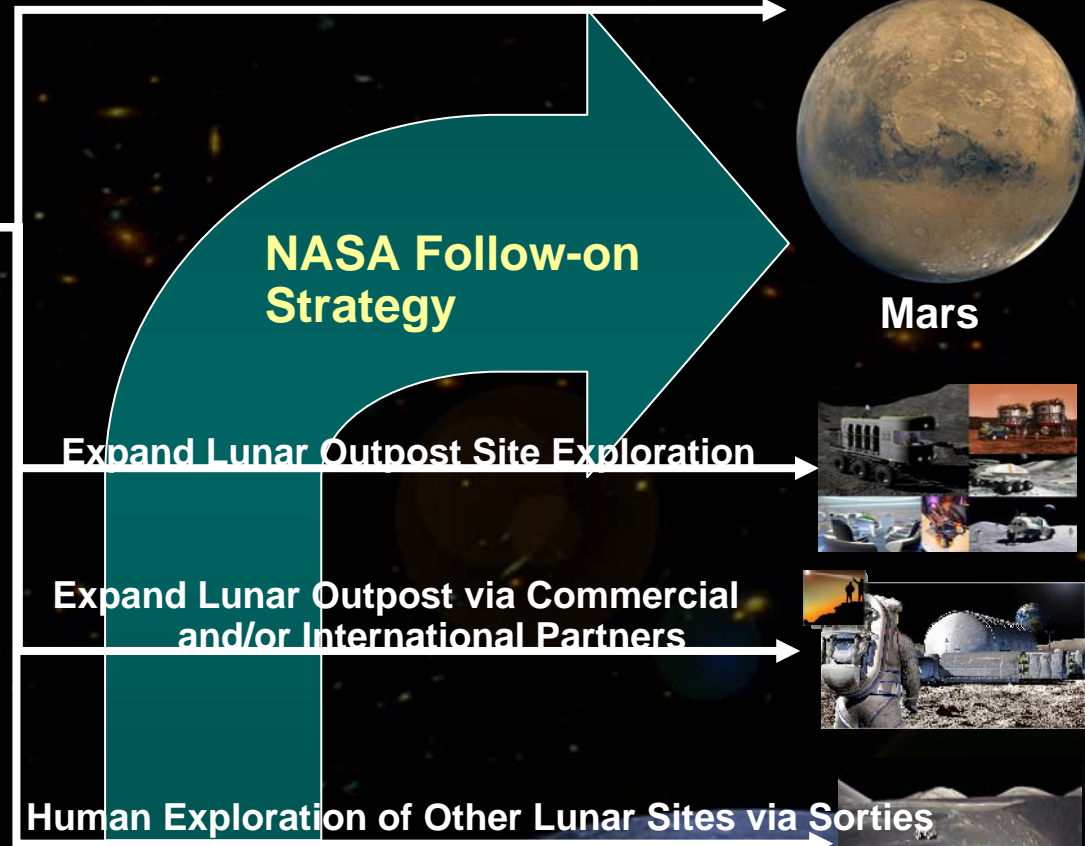 NASA Follow-on
Strategy
Mars
Expand Lunar Outpost Site Exploration
Expand Lunar Outpost via Commercial
and/or International Partners
Human Exploration of Other Lunar Sites via Sorties